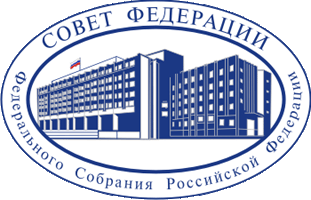 СОВЕТ ФЕДЕРАЦИИ
Федерального Собрания Российской Федерации